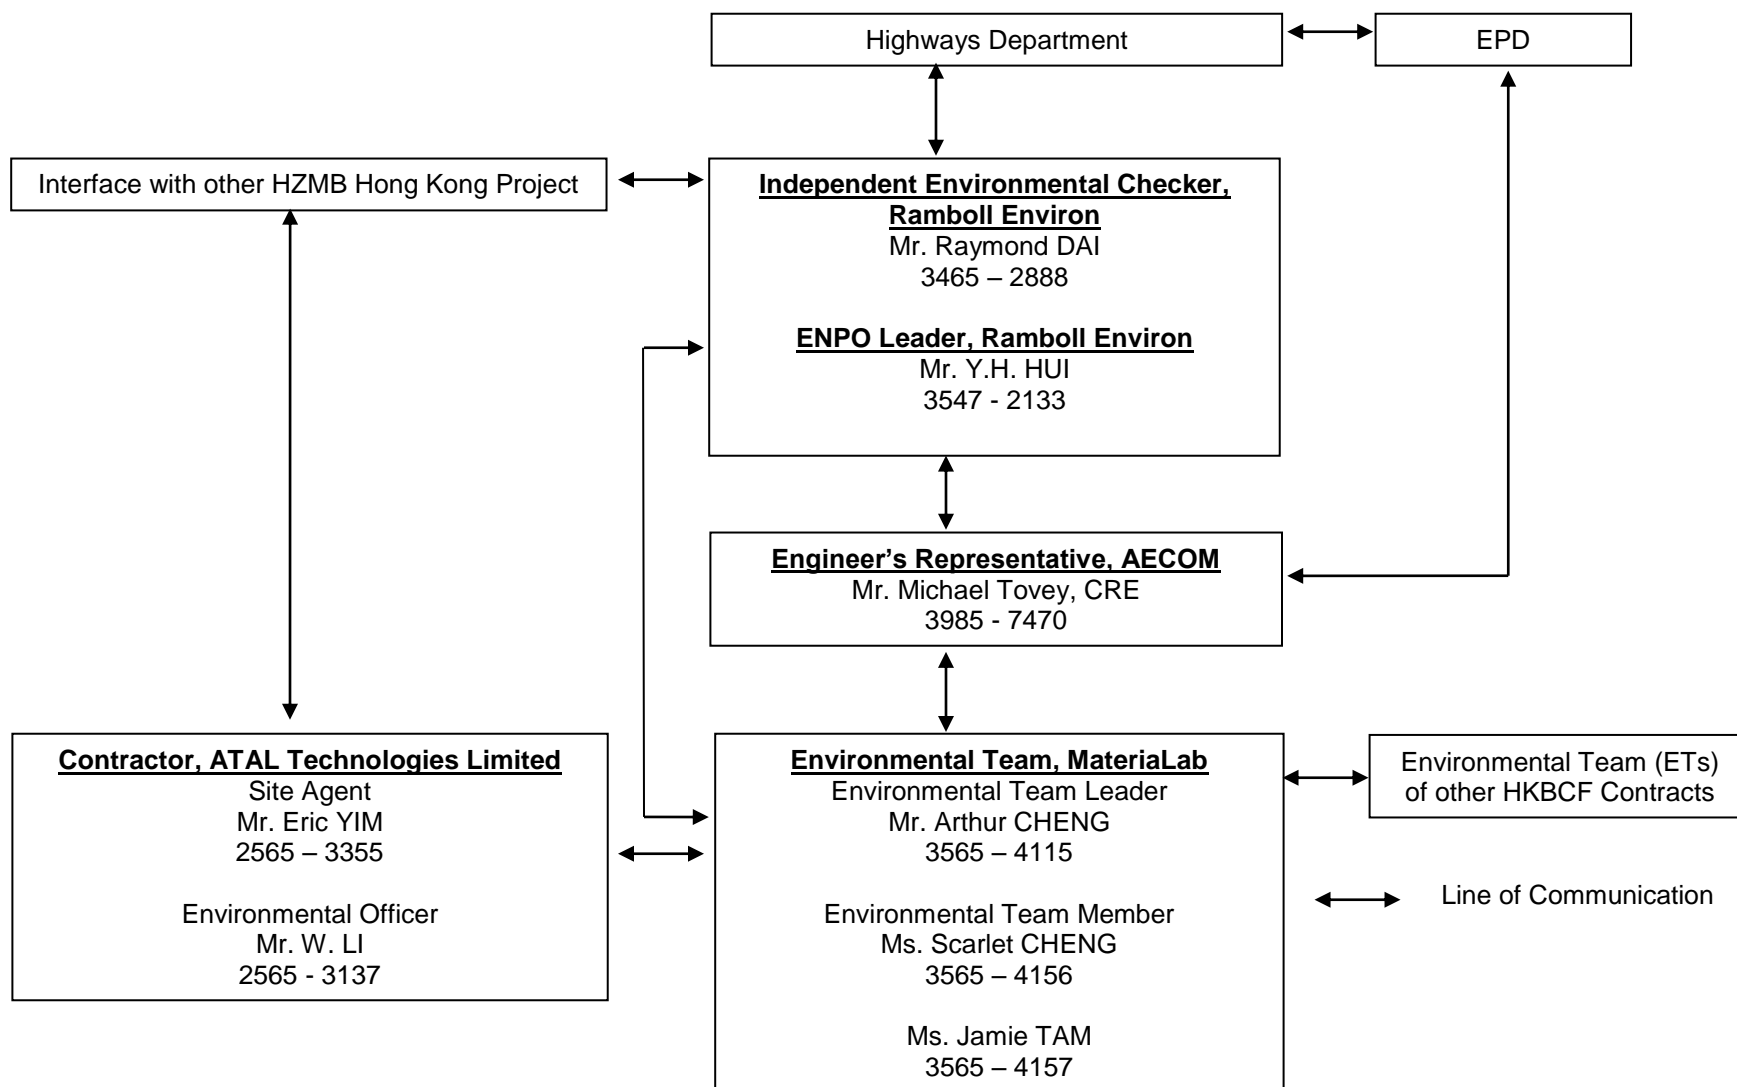 Highways Department
EPD
Interface with other HZMB Hong Kong Project
Independent Environmental Checker,
Ramboll Environ
Mr. Raymond DAI
3465 – 2888
ENPO Leader, Ramboll Environ
Mr. Y.H. HUI
3547 - 2133
Engineer’s Representative, AECOM
Mr. Michael Tovey, CRE
3985 - 7470
Contractor, ATAL Technologies Limited
Site Agent
Mr. Eric YIM
2565 – 3355
Environmental Officer
Mr. W. LI
2565 - 3137
Environmental Team, MateriaLab
Environmental Team Leader
Mr. Arthur CHENG
3565 – 4115
Environmental Team Member
Ms. Scarlet CHENG
3565 – 4156
Ms. Jamie TAM
3565 – 4157
Environmental Team (ETs)
of other HKBCF Contracts
Line of Communication